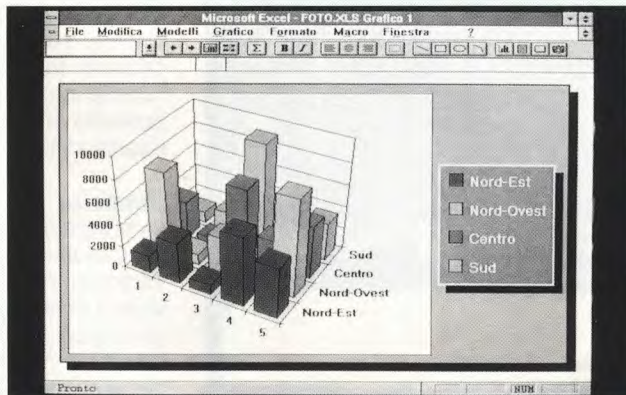 Microsoft Excel - FOTO.XLS Grafico 1
File Modifica Modelli Grafico Formato Macro Finestra ?
Σ B I
10000
8000
6000
4000
2000
0
1 2 3 4 5
Sud
Centro
Nord-Ovest
Nord-Est
Nord-Est
Nord-Ovest
Centro
Sud
Pronto NUM